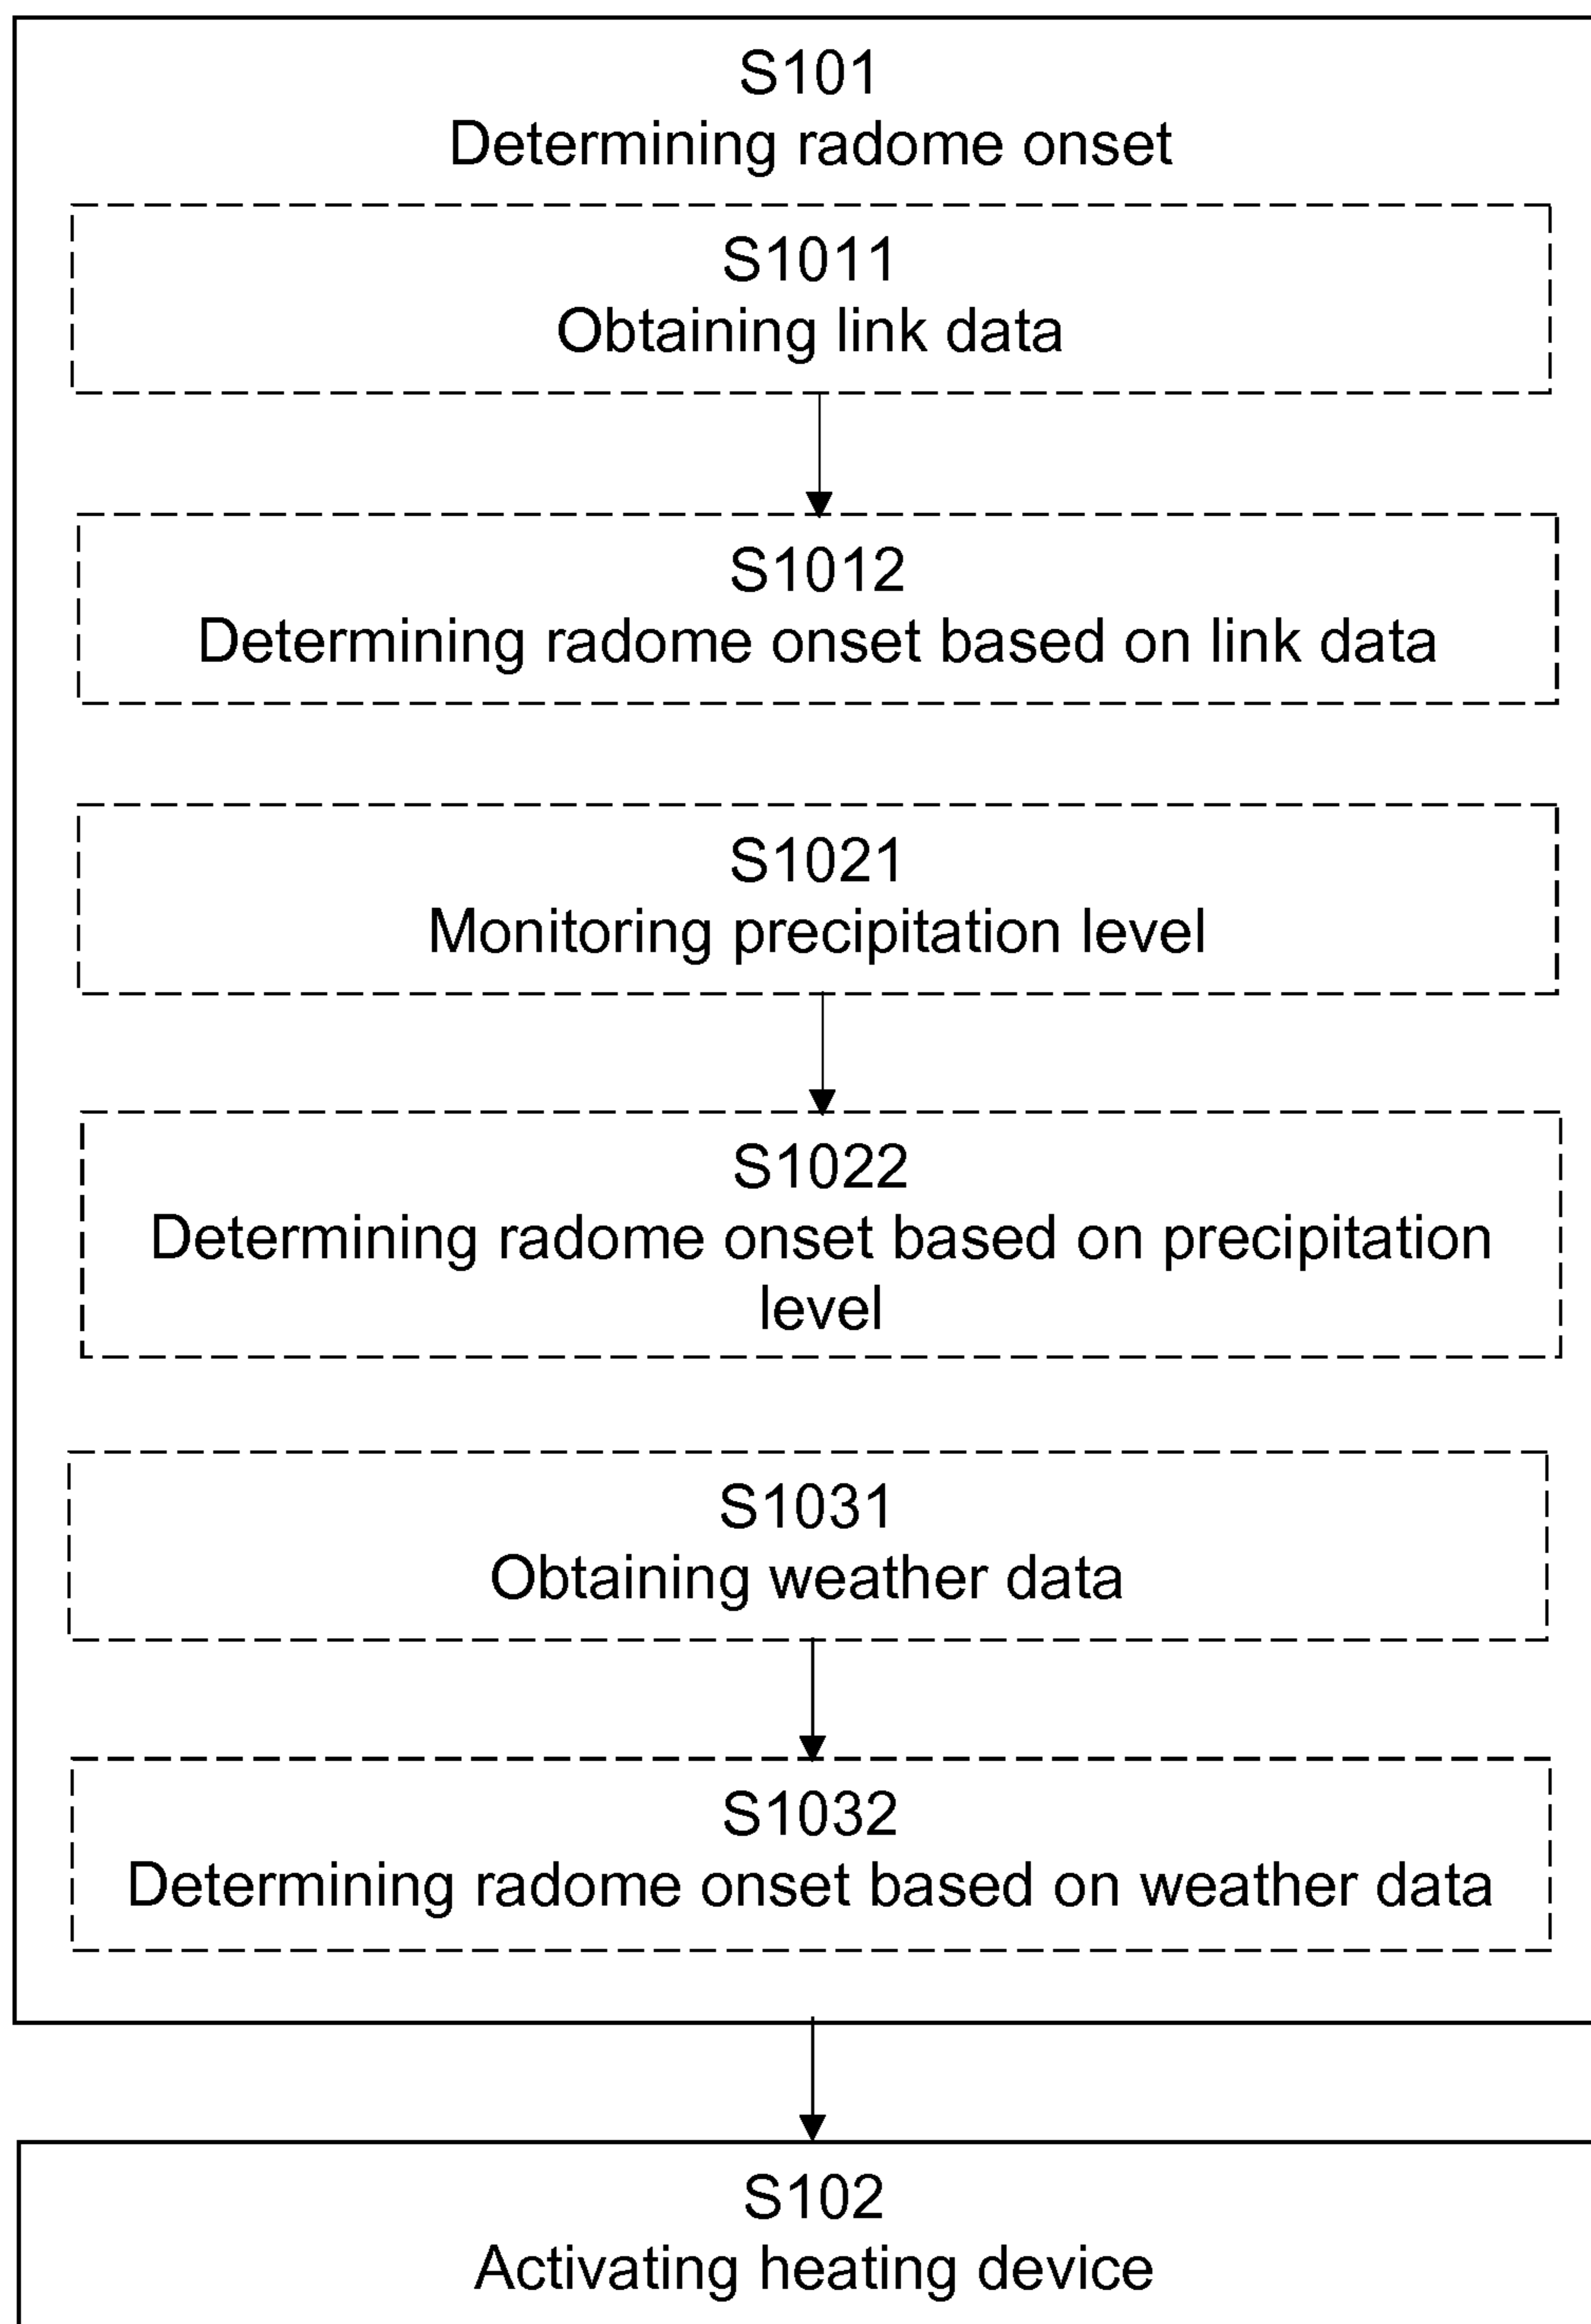 S101
Determining radome onset
S1011
Obtaining link data
S1012
Determining radome onset based on link data
S1021
Monitoring precipitation level
S1022
Determining radome onset based on precipitation
level
S1031
Obtaining weather data
S1032
Determining radome onset based on weather data
S102
Activating heating device